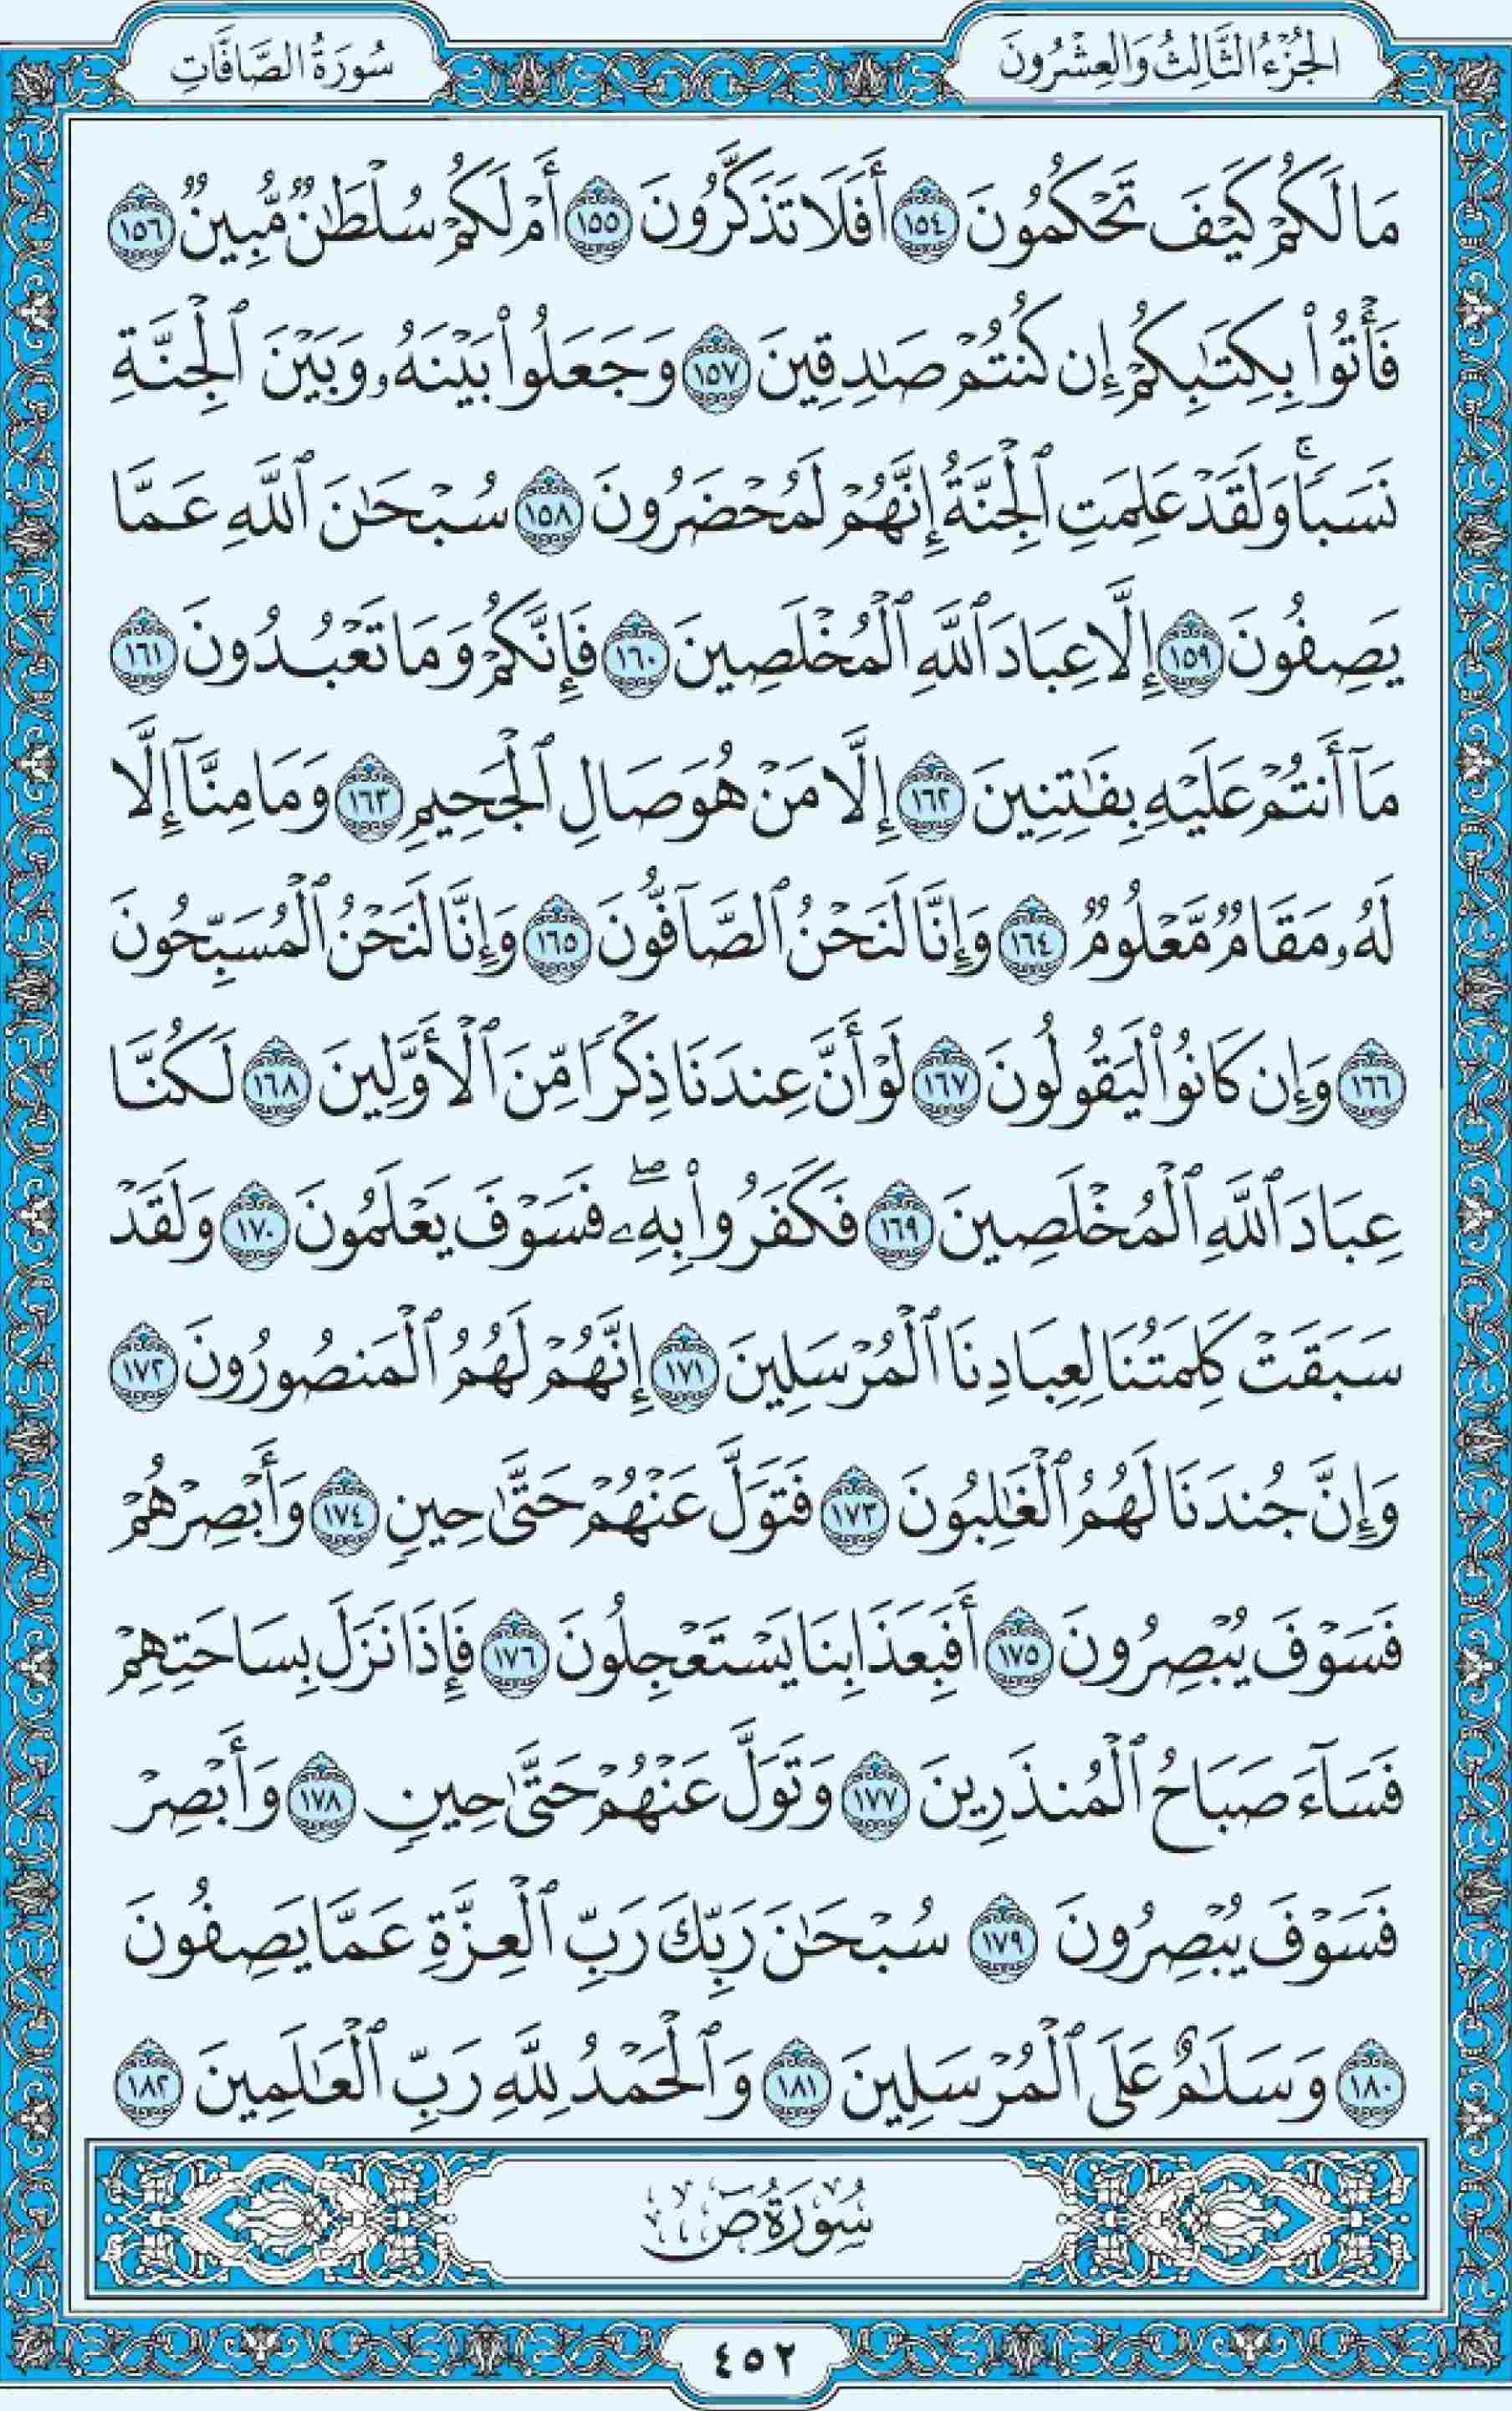 الجُزْءُ الثَّالِثُ وَالعِشْرُونَ
سُورَةُ الصَّافَّاتِ
مَا لَكُمْ كَيْفَ تَحْكُمُونَ ١٥٤ أَفَلَا تَذَكَّرُونَ ١٥٥ أَمْ لَكُمْ سُلْطَٰنٌ مُّبِينٌ ١٥٦
فَأْتُوا۟ بِكِتَٰبِكُمْ إِن كُنتُمْ صَٰدِقِينَ ١٥٧ وَجَعَلُوا۟ بَيْنَهُۥ وَبَيْنَ ٱلْجِنَّةِ
نَسَبًا ۚ وَلَقَدْ عَلِمَتِ ٱلْجِنَّةُ إِنَّهُمْ لَمُحْضَرُونَ ١٥٨ سُبْحَٰنَ ٱللَّهِ عَمَّا
يَصِفُونَ ١٥٩ إِلَّا عِبَادَ ٱللَّهِ ٱلْمُخْلَصِينَ ١٦٠ فَإِنَّكُمْ وَمَا تَعْبُدُونَ ١٦١
مَآ أَنتُمْ عَلَيْهِ بِفَٰتِنِينَ ١٦٢ إِلَّا مَنْ هُوَ صَالِ ٱلْجَحِيمِ ١٦٣ وَمَا مِنَّآ إِلَّا
لَهُۥ مَقَامٌ مَّعْلُومٌ ١٦٤ وَإِنَّا لَنَحْنُ ٱلصَّآفُّونَ ١٦٥ وَإِنَّا لَنَحْنُ ٱلْمُسَبِّحُونَ
١٦٦ وَإِن كَانُوا۟ لَيَقُولُونَ ١٦٧ لَوْ أَنَّ عِندَنَا ذِكْرًا مِّنَ ٱلْأَوَّلِينَ ١٦٨ لَكُنَّا
عِبَادَ ٱللَّهِ ٱلْمُخْلَصِينَ ١٦٩ فَكَفَرُوا۟ بِهِۦ ۖ فَسَوْفَ يَعْلَمُونَ ١٧٠ وَلَقَدْ
سَبَقَتْ كَلِمَتُنَا لِعِبَادِنَا ٱلْمُرْسَلِينَ ١٧١ إِنَّهُمْ لَهُمُ ٱلْمَنصُورُونَ ١٧٢
وَإِنَّ جُندَنَا لَهُمُ ٱلْغَٰلِبُونَ ١٧٣ فَتَوَلَّ عَنْهُمْ حَتَّىٰ حِينٍ ١٧٤ وَأَبْصِرْهُمْ
فَسَوْفَ يُبْصِرُونَ ١٧٥ أَفَبِعَذَابِنَا يَسْتَعْجِلُونَ ١٧٦ فَإِذَا نَزَلَ بِسَاحَتِهِمْ
فَسَآءَ صَبَاحُ ٱلْمُنذَرِينَ ١٧٧ وَتَوَلَّ عَنْهُمْ حَتَّىٰ حِينٍ ١٧٨ وَأَبْصِرْ
فَسَوْفَ يُبْصِرُونَ ١٧٩ سُبْحَٰنَ رَبِّكَ رَبِّ ٱلْعِزَّةِ عَمَّا يَصِفُونَ
١٨٠ وَسَلَٰمٌ عَلَى ٱلْمُرْسَلِينَ ١٨١ وَٱلْحَمْدُ لِلَّهِ رَبِّ ٱلْعَٰلَمِينَ ١٨٢
سُورَةُ صٓ
٤٥٢